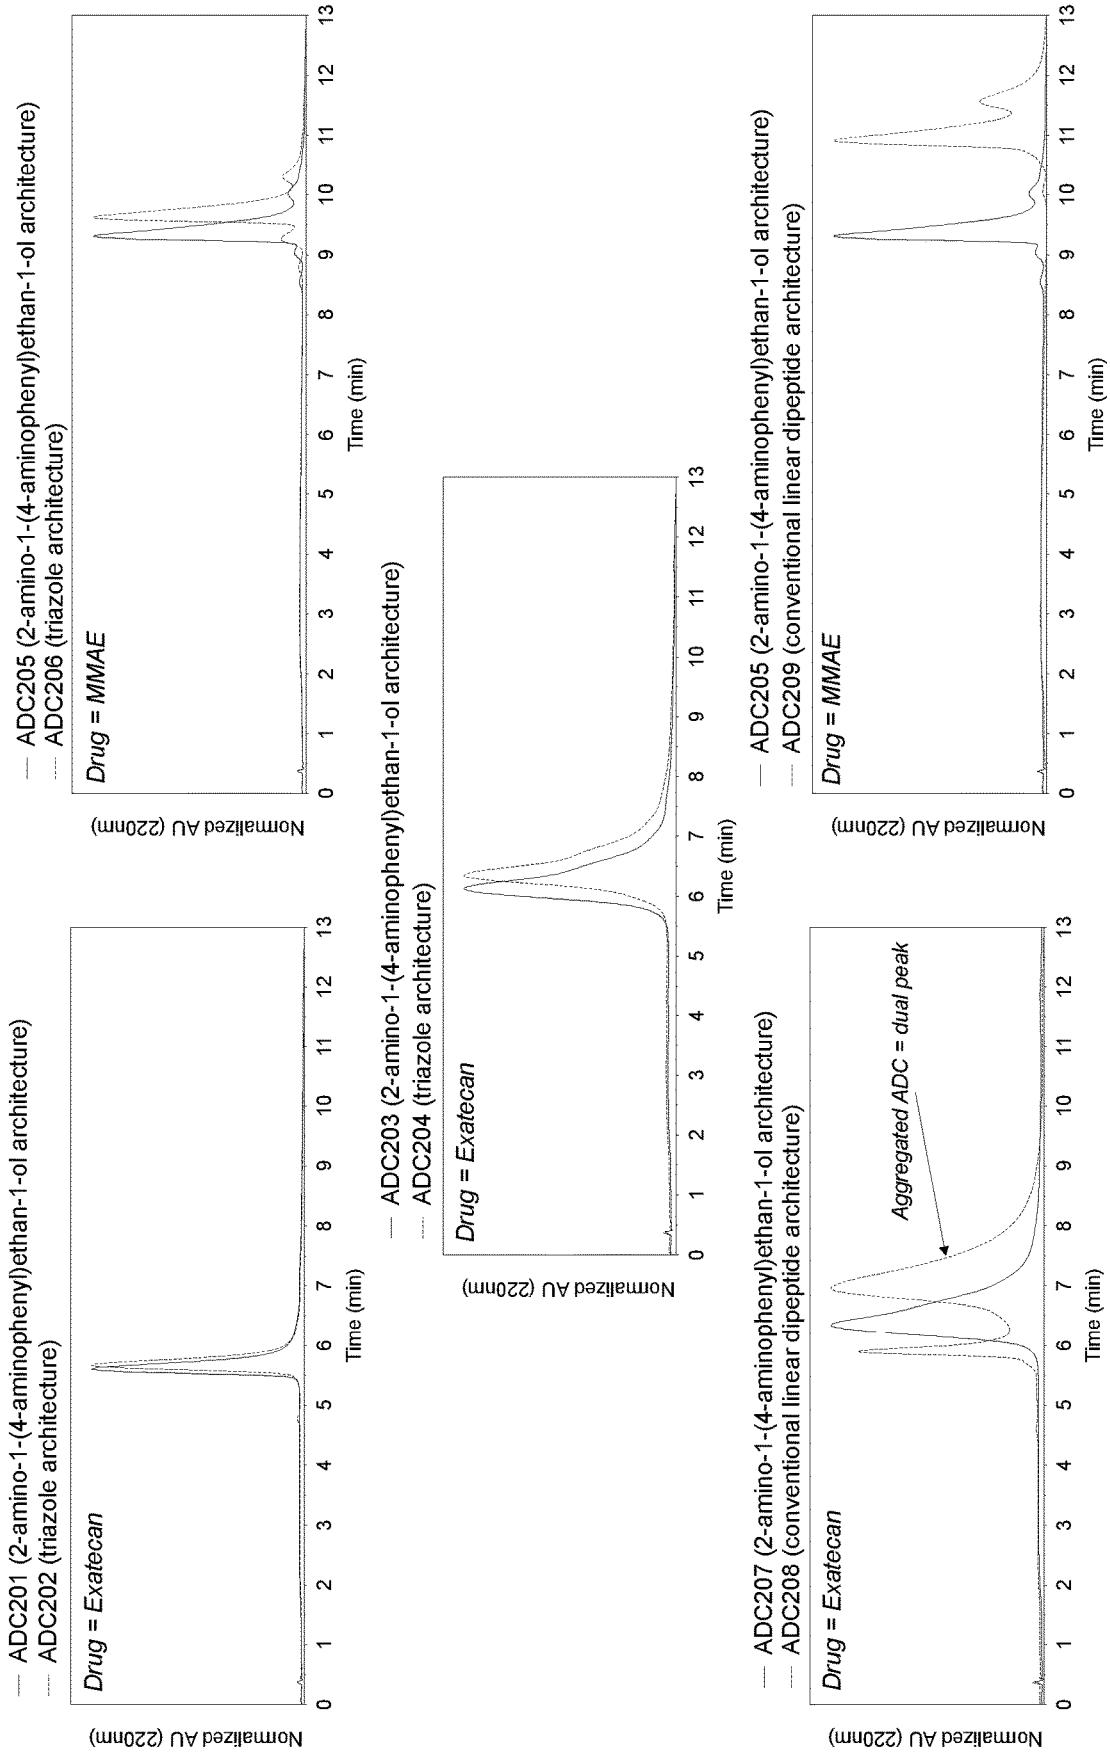 — ADC201 (2-amino-1-(4-aminophenyl)ethan-1-ol architecture)
---- ADC202 (triazole architecture)
Drug = Exatecan
Normalized AU (220nm)
0 1 2 3 4 5 6 7 8 9 10 11 12 13
Time (min)
— ADC205 (2-amino-1-(4-aminophenyl)ethan-1-ol architecture)
---- ADC206 (triazole architecture)
Drug = MMAE
Normalized AU (220nm)
0 1 2 3 4 5 6 7 8 9 10 11 12 13
Time (min)
— ADC203 (2-amino-1-(4-aminophenyl)ethan-1-ol architecture)
---- ADC204 (triazole architecture)
Drug = Exatecan
Normalized AU (220nm)
0 1 2 3 4 5 6 7 8 9 10 11 12 13
Time (min)
— ADC207 (2-amino-1-(4-aminophenyl)ethan-1-ol architecture)
---- ADC208 (conventional linear dipeptide architecture)
Drug = Exatecan
Aggregated ADC = dual peak
Normalized AU (220nm)
0 1 2 3 4 5 6 7 8 9 10 11 12 13
Time (min)
— ADC205 (2-amino-1-(4-aminophenyl)ethan-1-ol architecture)
---- ADC209 (conventional linear dipeptide architecture)
Drug = MMAE
Normalized AU (220nm)
0 1 2 3 4 5 6 7 8 9 10 11 12 13
Time (min)